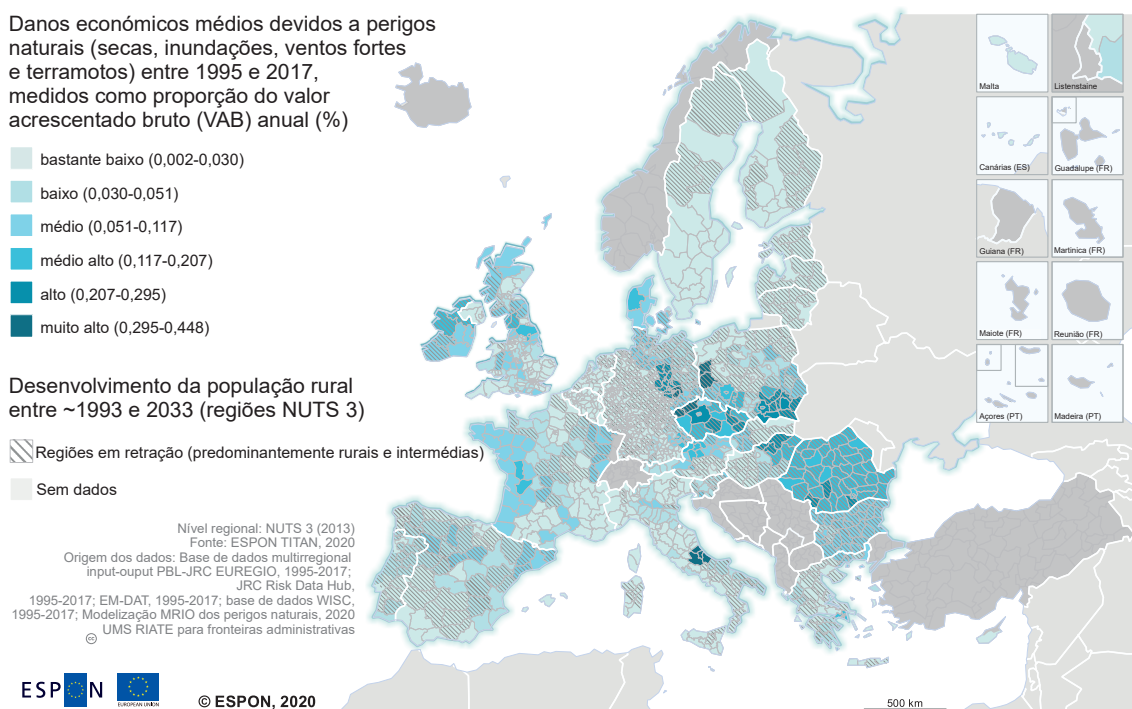 Danos económicos médios devidos a perigos
naturais (secas, inundações, ventos fortes
e terramotos) entre 1995 e 2017,
medidos como proporção do valor
acrescentado bruto (VAB) anual (%)
bastante baixo (0,002-0,030)
baixo (0,030-0,051)
médio (0,051-0,117)
médio alto (0,117-0,207)
alto (0,207-0,295)
muito alto (0,295-0,448)
Desenvolvimento da população rural
entre ~1993 e 2033 (regiões NUTS 3)
Regiões em retração (predominantemente rurais e intermédias)
Sem dados
Nível regional: NUTS 3 (2013)
Fonte: ESPON TITAN, 2020
Origem dos dados: Base de dados multirregional
input-ouput PBL-JRC EUREGIO, 1995-2017;
JRC Risk Data Hub,
1995-2017; EM-DAT, 1995-2017; base de dados WISC,
1995-2017; Modelização MRIO dos perigos naturais, 2020
UMS RIATE para fronteiras administrativas
cc
ESPON
EUROPEAN UNION
© ESPON, 2020
Malta
Listenstaine
Canárias (ES)
Guadálupe (FR)
Guiana (FR)
Martinica (FR)
Maiote (FR)
Reunião (FR)
Açores (PT)
Madeira (PT)
500 km